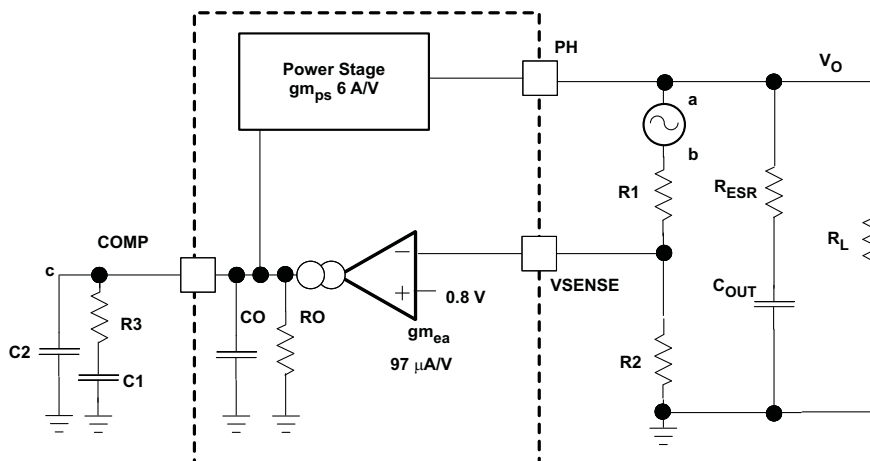 PH
Power Stage
gmps 6 A/V
VO
a
b
R1
RESR
COMP
RL
c
VSENSE
0.8 V
R3
CO
RO
COUT
gmea
C2
R2
97 μA/V
C1